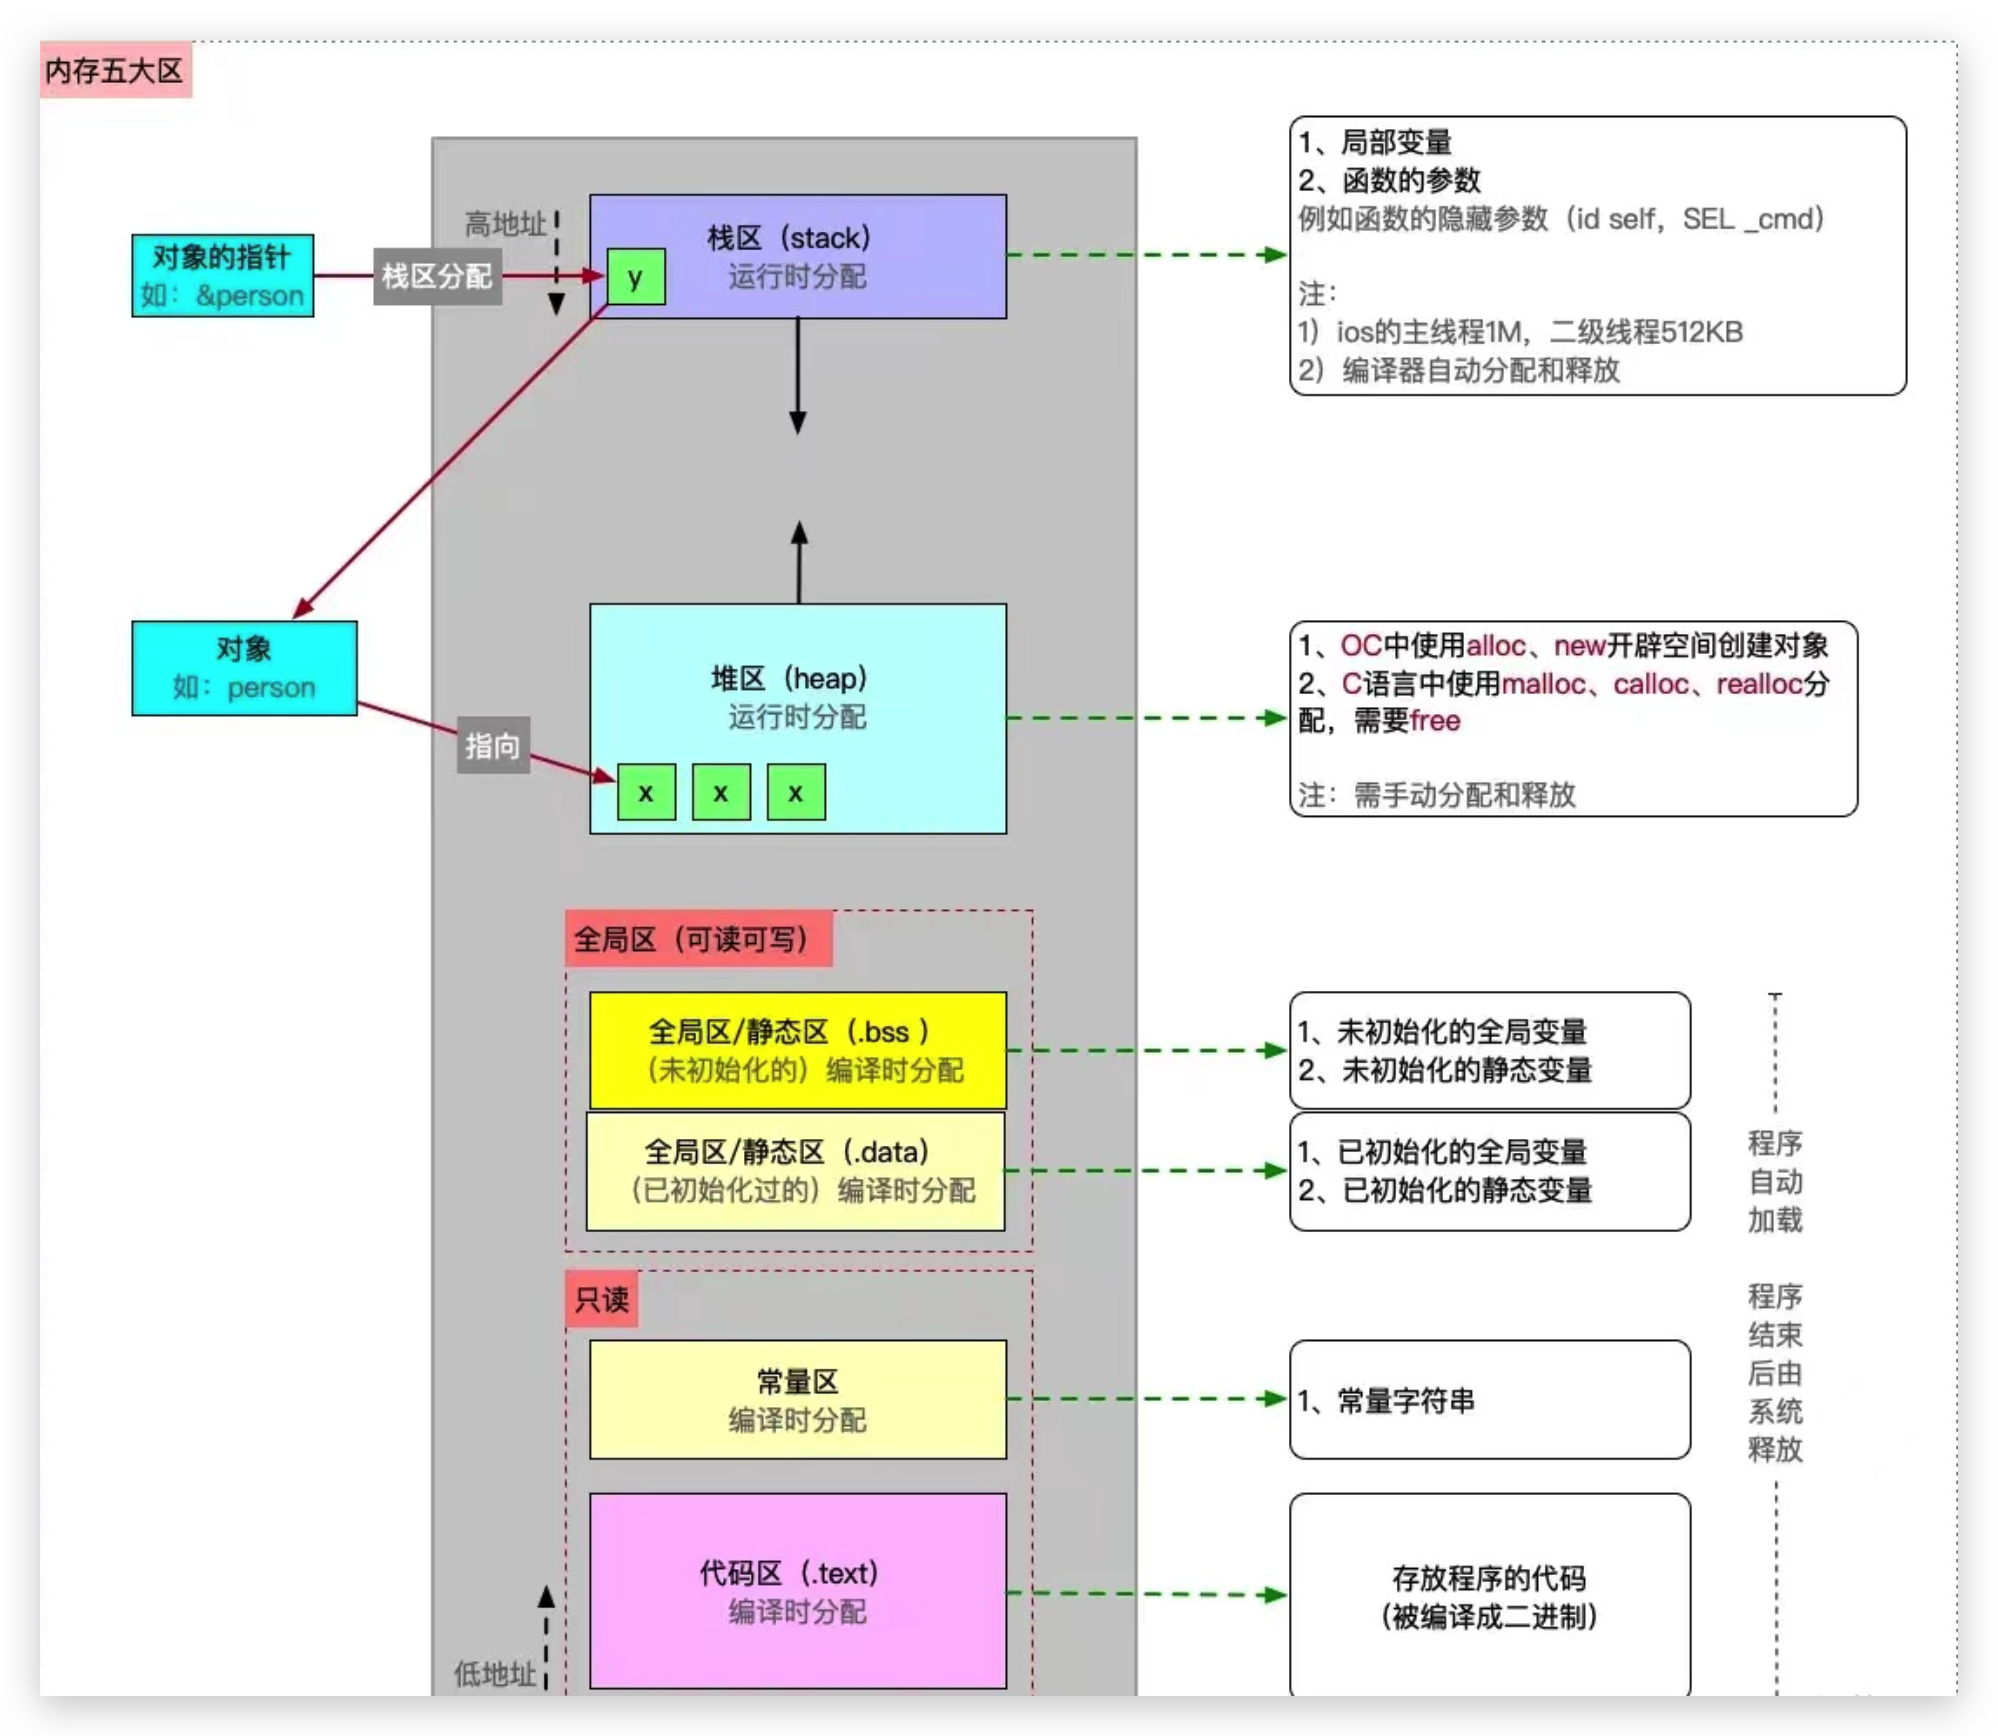 内存五大区
1、局部变量
2、函数的参数
例如函数的隐藏参数（id self，SEL _cmd）
注：
1）ios的主线程1M，二级线程512KB
2）编译器自动分配和释放
高地址
栈区（stack）
运行时分配
y
对象的指针
如：&person
栈区分配
对象
如：person
指向
堆区（heap）
运行时分配
x
x
x
1、OC中使用alloc、new开辟空间创建对象
2、C语言中使用malloc、calloc、realloc分
配，需要free
注：需手动分配和释放
全局区（可读可写）
全局区/静态区（.bss ）
（未初始化的）编译时分配
1、未初始化的全局变量
2、未初始化的静态变量
全局区/静态区（.data）
（已初始化过的）编译时分配
1、已初始化的全局变量
2、已初始化的静态变量
程序
自动
加载
程序
结束
后由
系统
释放
只读
常量区
编译时分配
1、常量字符串
代码区（.text）
编译时分配
存放程序的代码
（被编译成二进制）
低地址